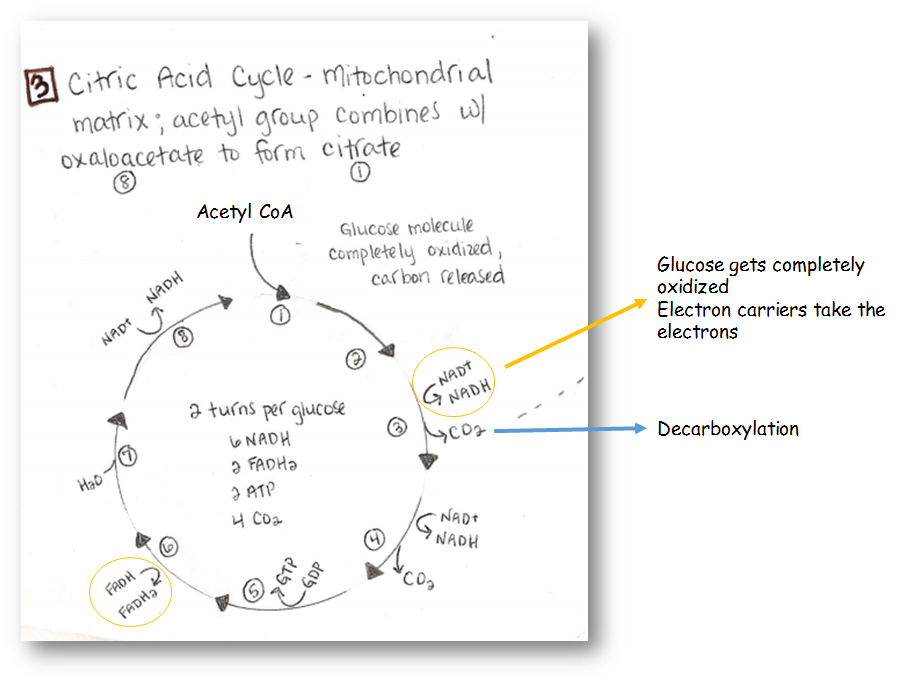 3 Citric Acid Cycle - mitochondrial
matrix; acetyl group combines w/
oxaloacetate to form citrate
⑧ ①
Acetyl CoA
Glucose molecule
completely oxidized,
carbon released
①
②
NAD+
NADH
③
CO2
NAD+
NADH
④
CO2
⑤
GTP
GDP
⑥
FADH
FADH2
⑦
H2O
⑧
NAD+
NADH
2 turns per glucose
6 NADH
2 FADH2
2 ATP
4 CO2
Glucose gets completely
oxidized
Electron carriers take the
electrons
Decarboxylation